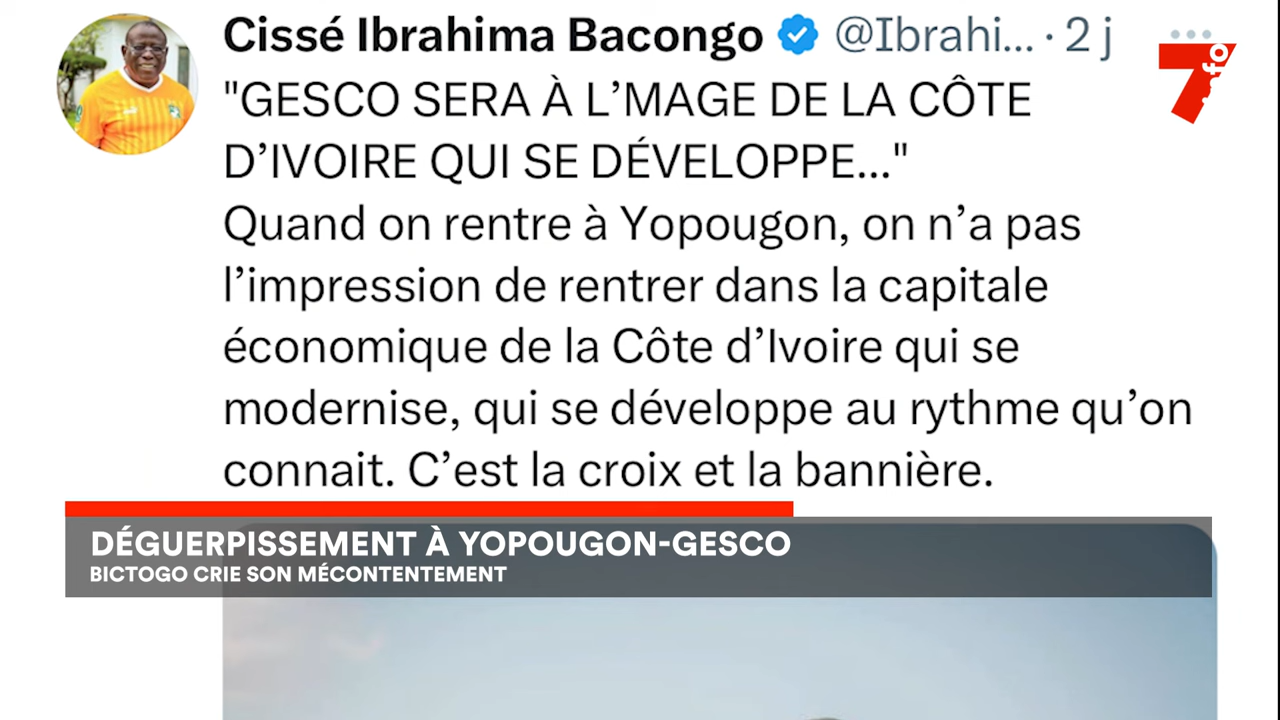 Cissé Ibrahima Bacongo @Ibrahi... · 2 j
"GESCO SERA À L’MAGE DE LA CÔTE
D’IVOIRE QUI SE DÉVELOPPE..."
Quand on rentre à Yopougon, on n’a pas
l’impression de rentrer dans la capitale
économique de la Côte d’Ivoire qui se
modernise, qui se développe au rythme qu’on
connait. C’est la croix et la bannière.
DÉGUERPISSEMENT À YOPOUGON-GESCO
BICTOGO CRIE SON MÉCONTENTEMENT
7